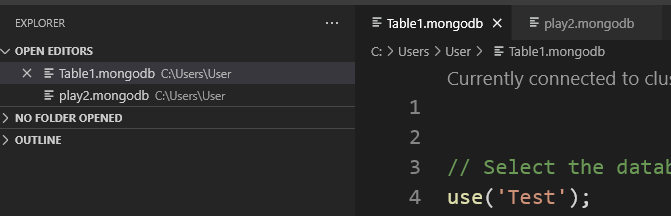 EXPLORER ...
OPEN EDITORS
Table1.mongodb C:\Users\User
play2.mongodb C:\Users\User
NO FOLDER OPENED
OUTLINE
Table1.mongodb play2.mongodb
C: > Users > User > Table1.mongodb
Currently connected to clus
1
2
3 // Select the datab
4 use('Test');